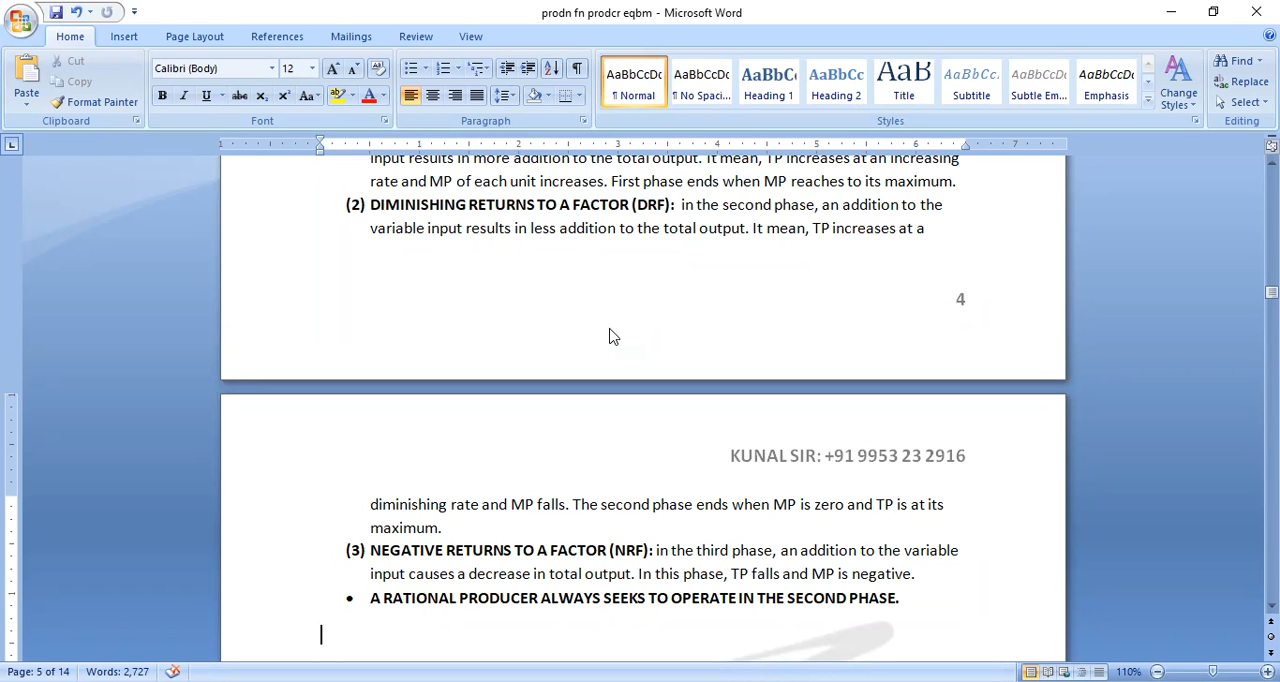 prodn fn prodcr eqbm - Microsoft Word
Home Insert Page Layout References Mailings Review View
Paste
Cut
Copy
Format Painter
Clipboard
Calibri (Body) 12
Font
Paragraph
AaBbCcDc AaBbCcDc AaBbC AaBbCc AaB AaBbCc. AaBbCcDc AaBbCcDc
¶ Normal ¶ No Spaci... Heading 1 Heading 2 Title Subtitle Subtle Em... Emphasis
Change Styles
Styles
Find
Replace
Select
Editing
input results in more addition to the total output. It mean, TP increases at an increasing
rate and MP of each unit increases. First phase ends when MP reaches to its maximum.
(2) DIMINISHING RETURNS TO A FACTOR (DRF): in the second phase, an addition to the
variable input results in less addition to the total output. It mean, TP increases at a
4
KUNAL SIR: +91 9953 23 2916
diminishing rate and MP falls. The second phase ends when MP is zero and TP is at its
maximum.
(3) NEGATIVE RETURNS TO A FACTOR (NRF): in the third phase, an addition to the variable
input causes a decrease in total output. In this phase, TP falls and MP is negative.
• A RATIONAL PRODUCER ALWAYS SEEKS TO OPERATE IN THE SECOND PHASE.
Page: 5 of 14 Words: 2,727 110%